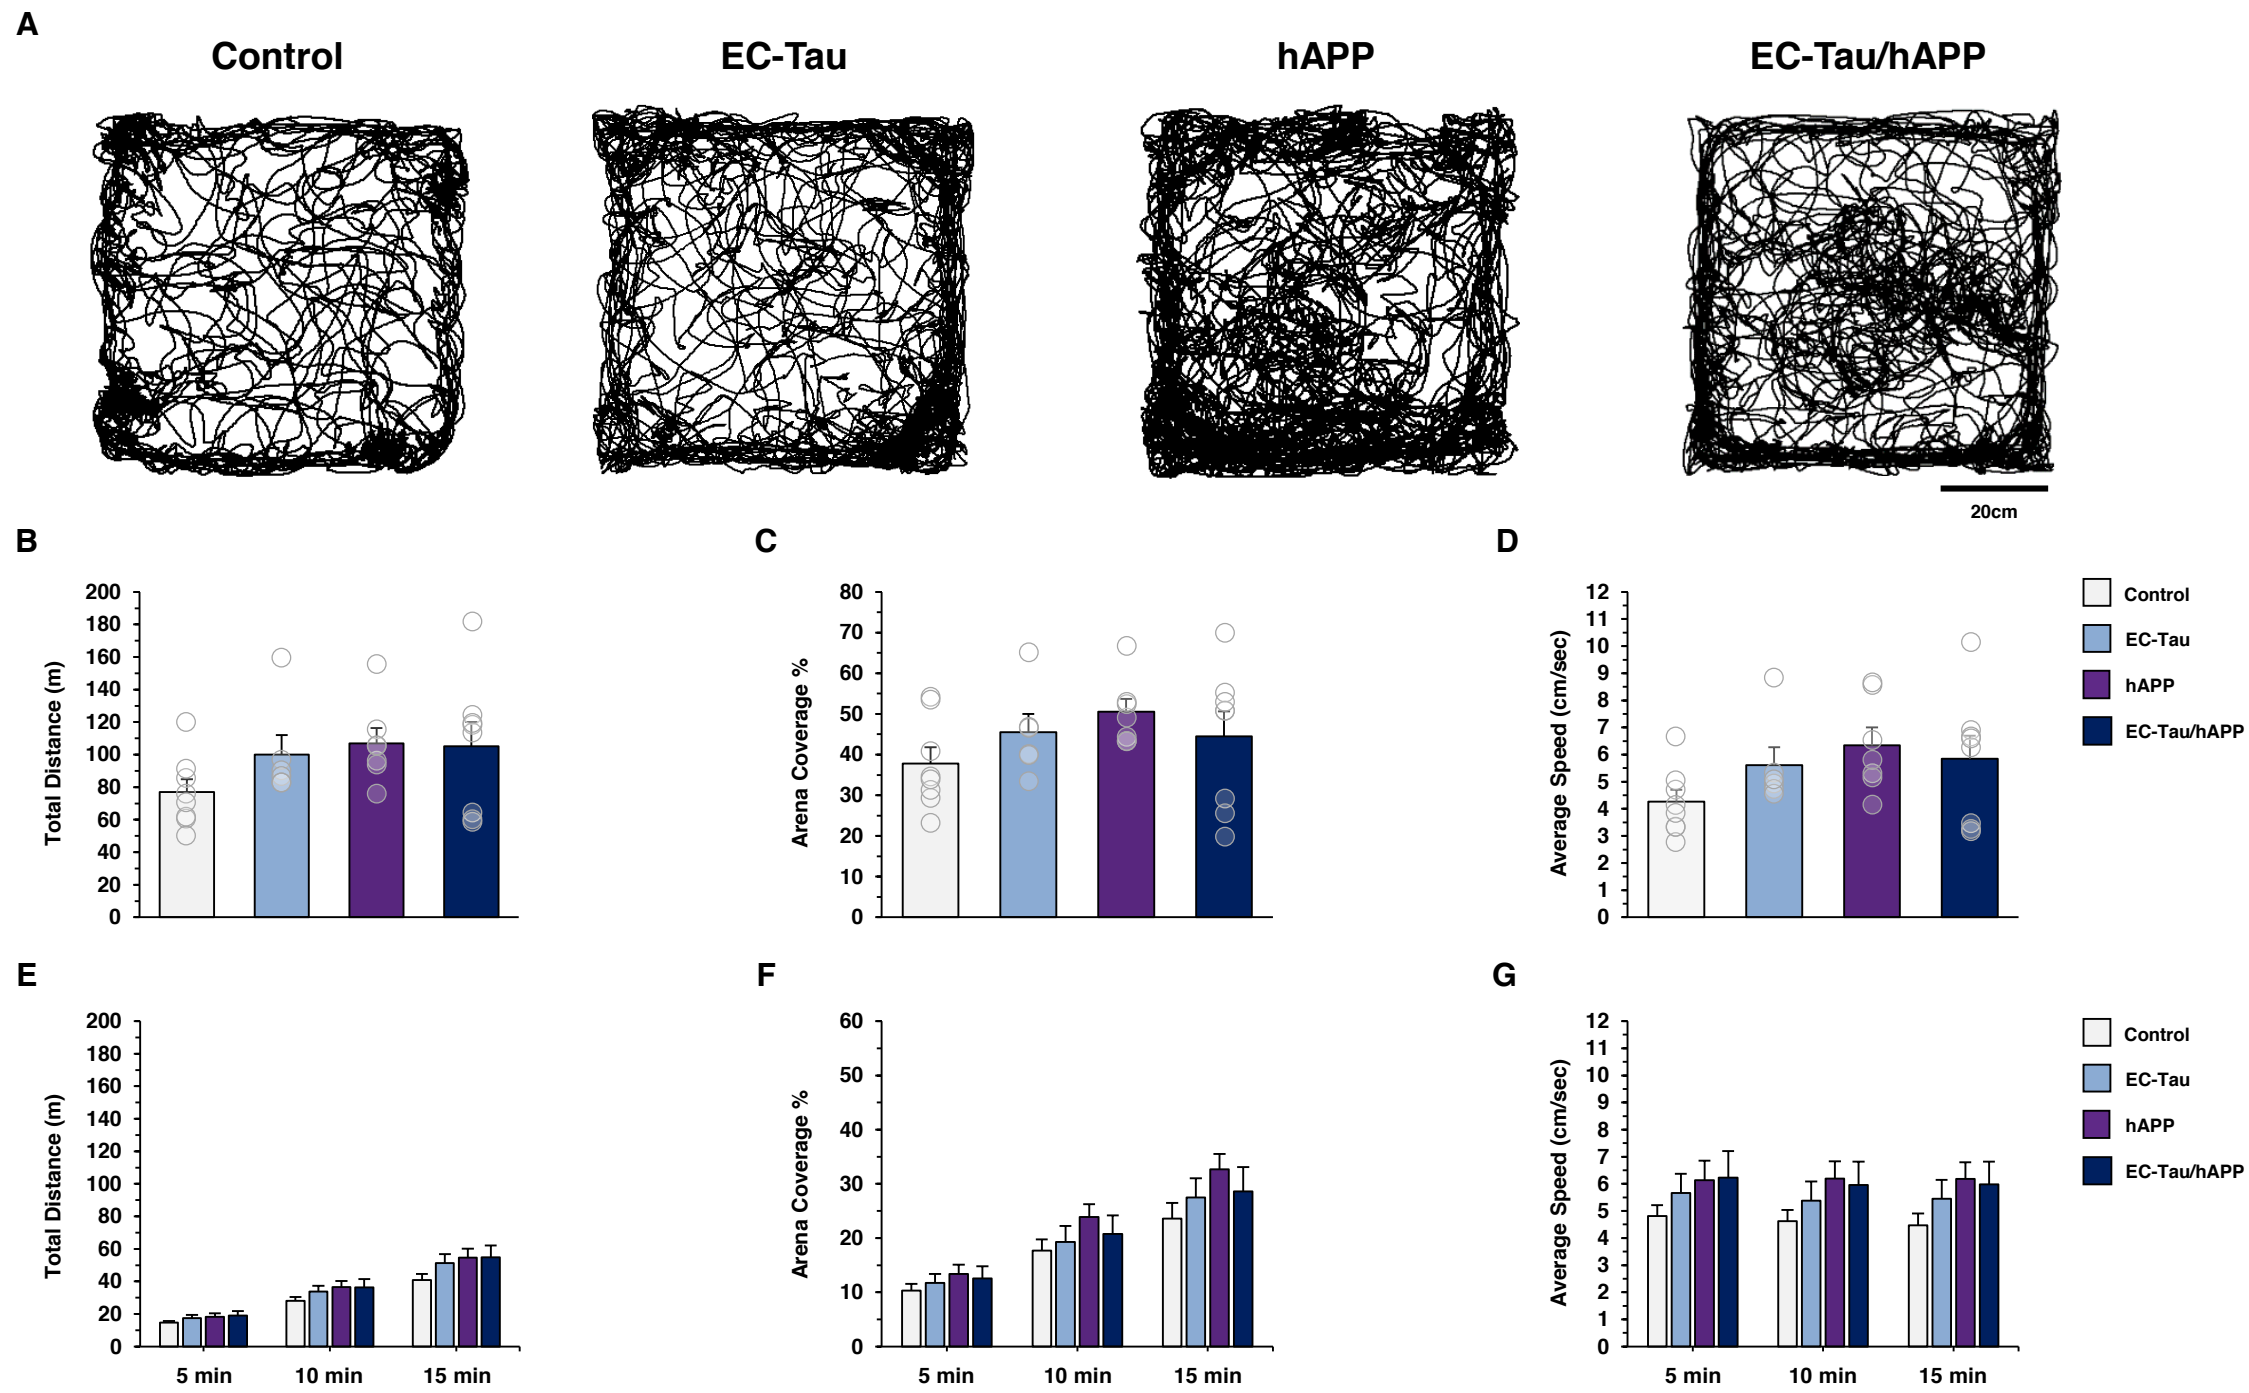 A
Control EC-Tau hAPP EC-Tau/hAPP
20cm
B
Total Distance (m)
200
180
160
140
120
100
80
60
40
20
0
C
Arena Coverage %
80
70
60
50
40
30
20
10
0
D
Average Speed (cm/sec)
12
11
10
9
8
7
6
5
4
3
2
1
0
Control
EC-Tau
hAPP
EC-Tau/hAPP
E
Total Distance (m)
200
180
160
140
120
100
80
60
40
20
0
5 min 10 min 15 min
F
Arena Coverage %
60
50
40
30
20
10
0
5 min 10 min 15 min
G
Average Speed (cm/sec)
12
11
10
9
8
7
6
5
4
3
2
1
0
5 min 10 min 15 min
Control
EC-Tau
hAPP
EC-Tau/hAPP